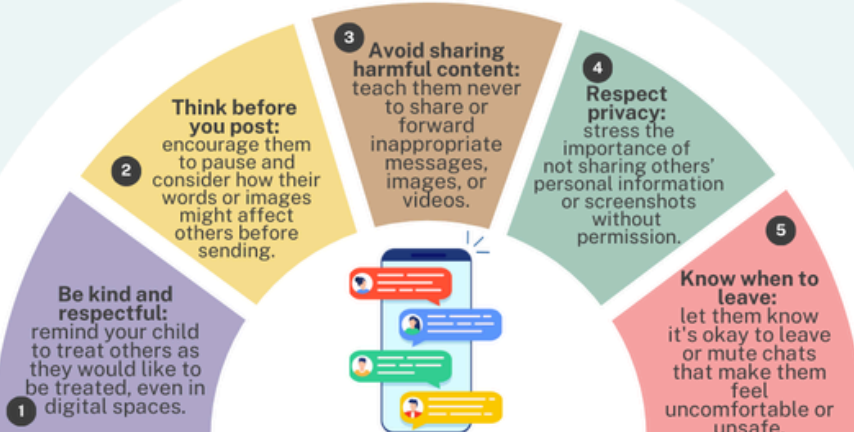 1
Be kind and
respectful:
remind your child
to treat others as
they would like to
be treated, even in
digital spaces.
2
Think before
you post:
encourage them
to pause and
consider how their
words or images
might affect
others before
sending.
3
Avoid sharing
harmful content:
teach them never
to share or
forward
inappropriate
messages,
images, or
videos.
4
Respect
privacy:
stress the
importance of
not sharing others'
personal information
or screenshots
without
permission.
5
Know when to
leave:
let them know
it's okay to leave
or mute chats
that make them
feel
uncomfortable or
unsafe